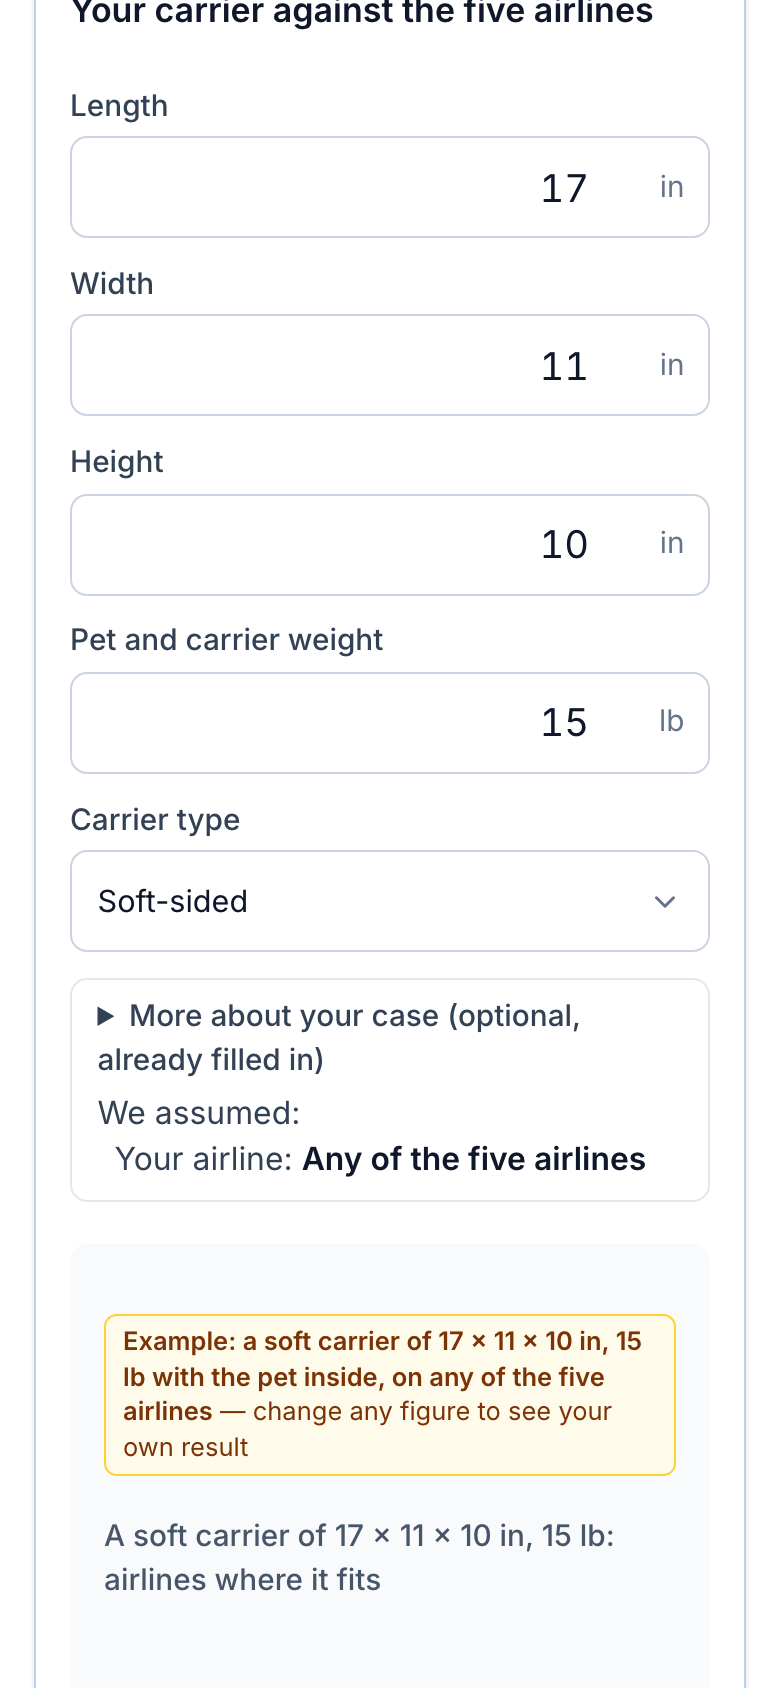 Your carrier against the five airlines
Length
17 in
Width
11 in
Height
10 in
Pet and carrier weight
15 lb
Carrier type
Soft-sided
▶ More about your case (optional,
already filled in)
We assumed:
Your airline: Any of the five airlines
Example: a soft carrier of 17 × 11 × 10 in, 15
lb with the pet inside, on any of the five
airlines — change any figure to see your
own result
A soft carrier of 17 × 11 × 10 in, 15 lb:
airlines where it fits